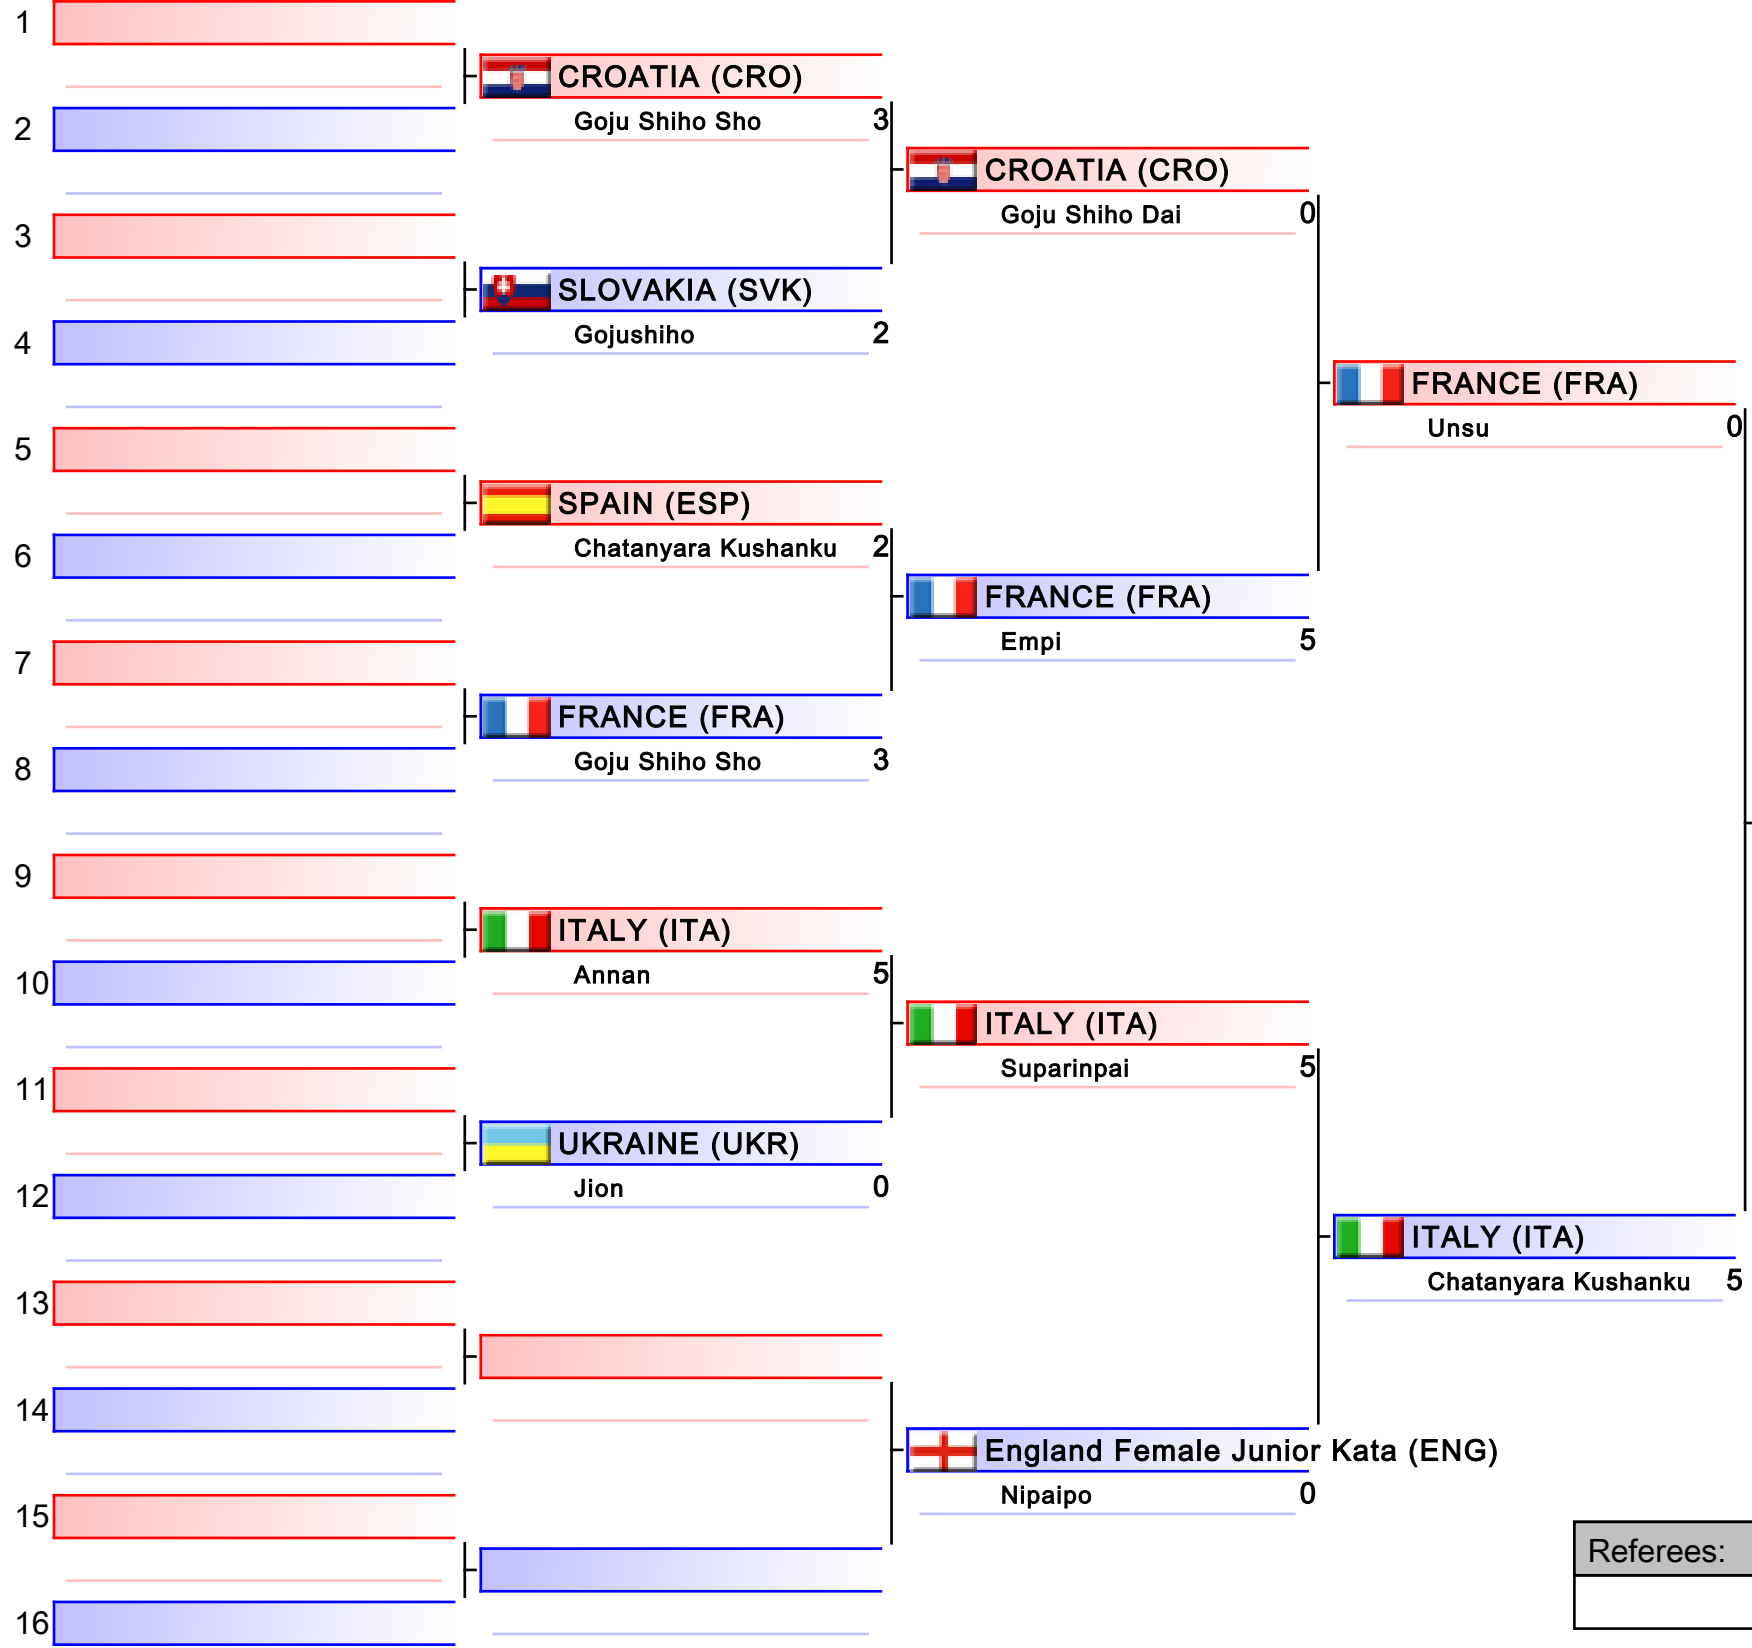 1
CROATIA (CRO)
Goju Shiho Sho 3
2
CROATIA (CRO)
Goju Shiho Dai 0
3
SLOVAKIA (SVK)
Gojushiho 2
4
FRANCE (FRA)
Unsu 0
5
SPAIN (ESP)
Chatanyara Kushanku 2
6
FRANCE (FRA)
Empi 5
7
FRANCE (FRA)
Goju Shiho Sho 3
8
9
ITALY (ITA)
Annan 5
10
ITALY (ITA)
Suparinpai 5
11
UKRAINE (UKR)
Jion 0
12
ITALY (ITA)
Chatanyara Kushanku 5
13
14
England Female Junior Kata (ENG)
Nipaipo 0
15
Referees:
16